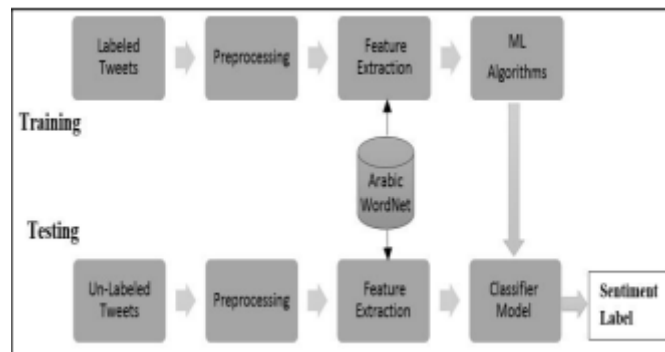 Labeled
Tweets
Preprocessing
Feature
Extraction
ML
Algorithms
Training
Arabic
WordNet
Testing
Un-Labeled
Tweets
Preprocessing
Feature
Extraction
Classifier
Model
Sentiment
Label